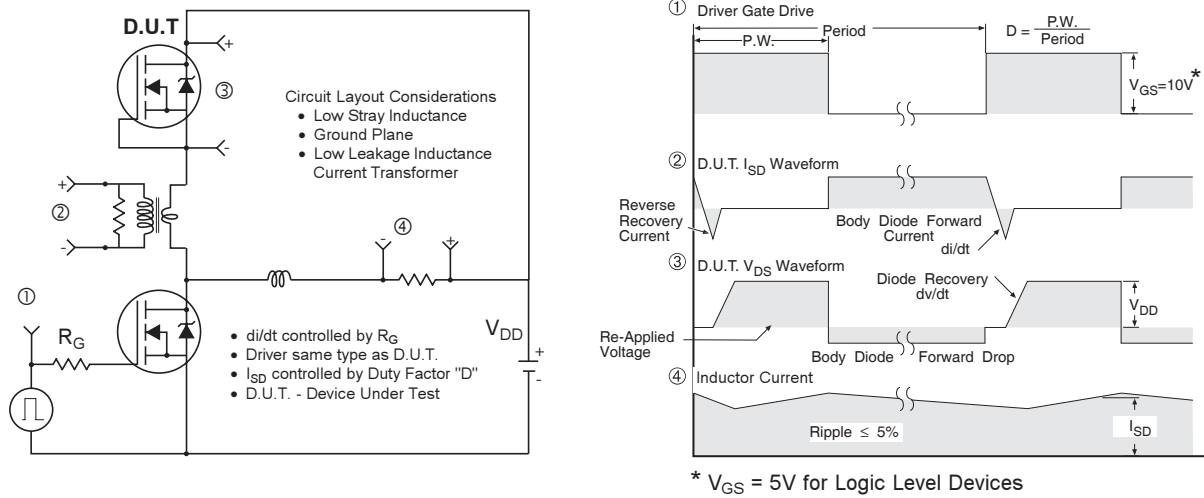 D.U.T
+
③
-
Circuit Layout Considerations
• Low Stray Inductance
• Ground Plane
• Low Leakage Inductance
Current Transformer
+
②
-
④
-
+
①
R_G
V_DD
+
-
• di/dt controlled by R_G
• Driver same type as D.U.T.
• I_SD controlled by Duty Factor "D"
• D.U.T. - Device Under Test
① Driver Gate Drive
Period
P.W.
D = P.W.
Period
V_GS=10V *
② D.U.T. I_SD Waveform
Reverse
Recovery
Current
Body Diode Forward
Current
di/dt
③ D.U.T. V_DS Waveform
Diode Recovery
dv/dt
V_DD
Re-Applied
Voltage
Body Diode Forward Drop
④ Inductor Current
Ripple ≤ 5%
I_SD
* V_GS = 5V for Logic Level Devices